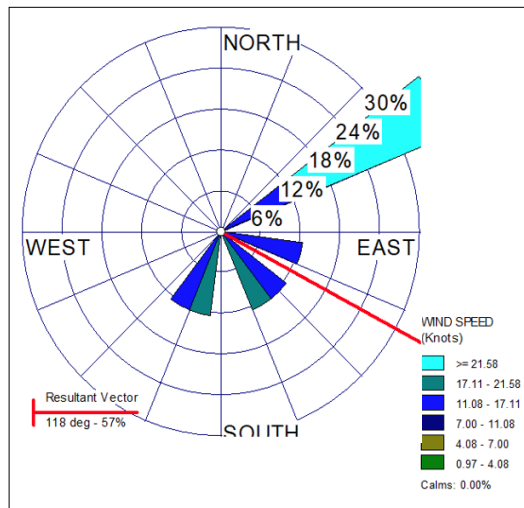 NORTH
30%
24%
18%
12%
6%
WEST
EAST
SOUTH
WIND SPEED
(Knots)
>= 21.58
17.11 - 21.58
11.08 - 17.11
7.00 - 11.08
4.08 - 7.00
0.97 - 4.08
Calms: 0.00%
Resultant Vector
118 deg - 57%